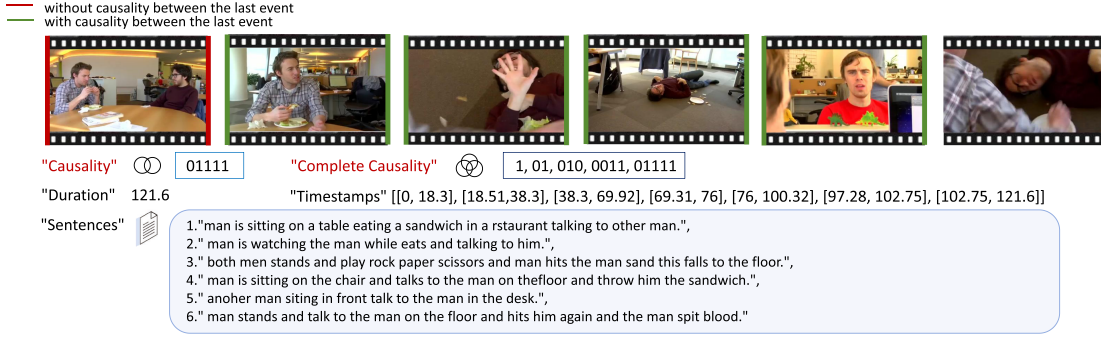 without causality between the last event
with causality between the last event
"Causality" 01111 "Complete Causality" 1, 01, 010, 0011, 01111
"Duration" 121.6 "Timestamps" [[0, 18.3], [18.51,38.3], [38.3, 69.92], [69.31, 76], [76, 100.32], [97.28, 102.75], [102.75, 121.6]]
"Sentences"
1."man is sitting on a table eating a sandwich in a rstaurant talking to other man.",
2." man is watching the man while eats and talking to him.",
3." both men stands and play rock paper scissors and man hits the man sand this falls to the floor.",
4." man is sitting on the chair and talks to the man on thefloor and throw him the sandwich.",
5." anoher man siting in front talk to the man in the desk.",
6." man stands and talk to the man on the floor and hits him again and the man spit blood."